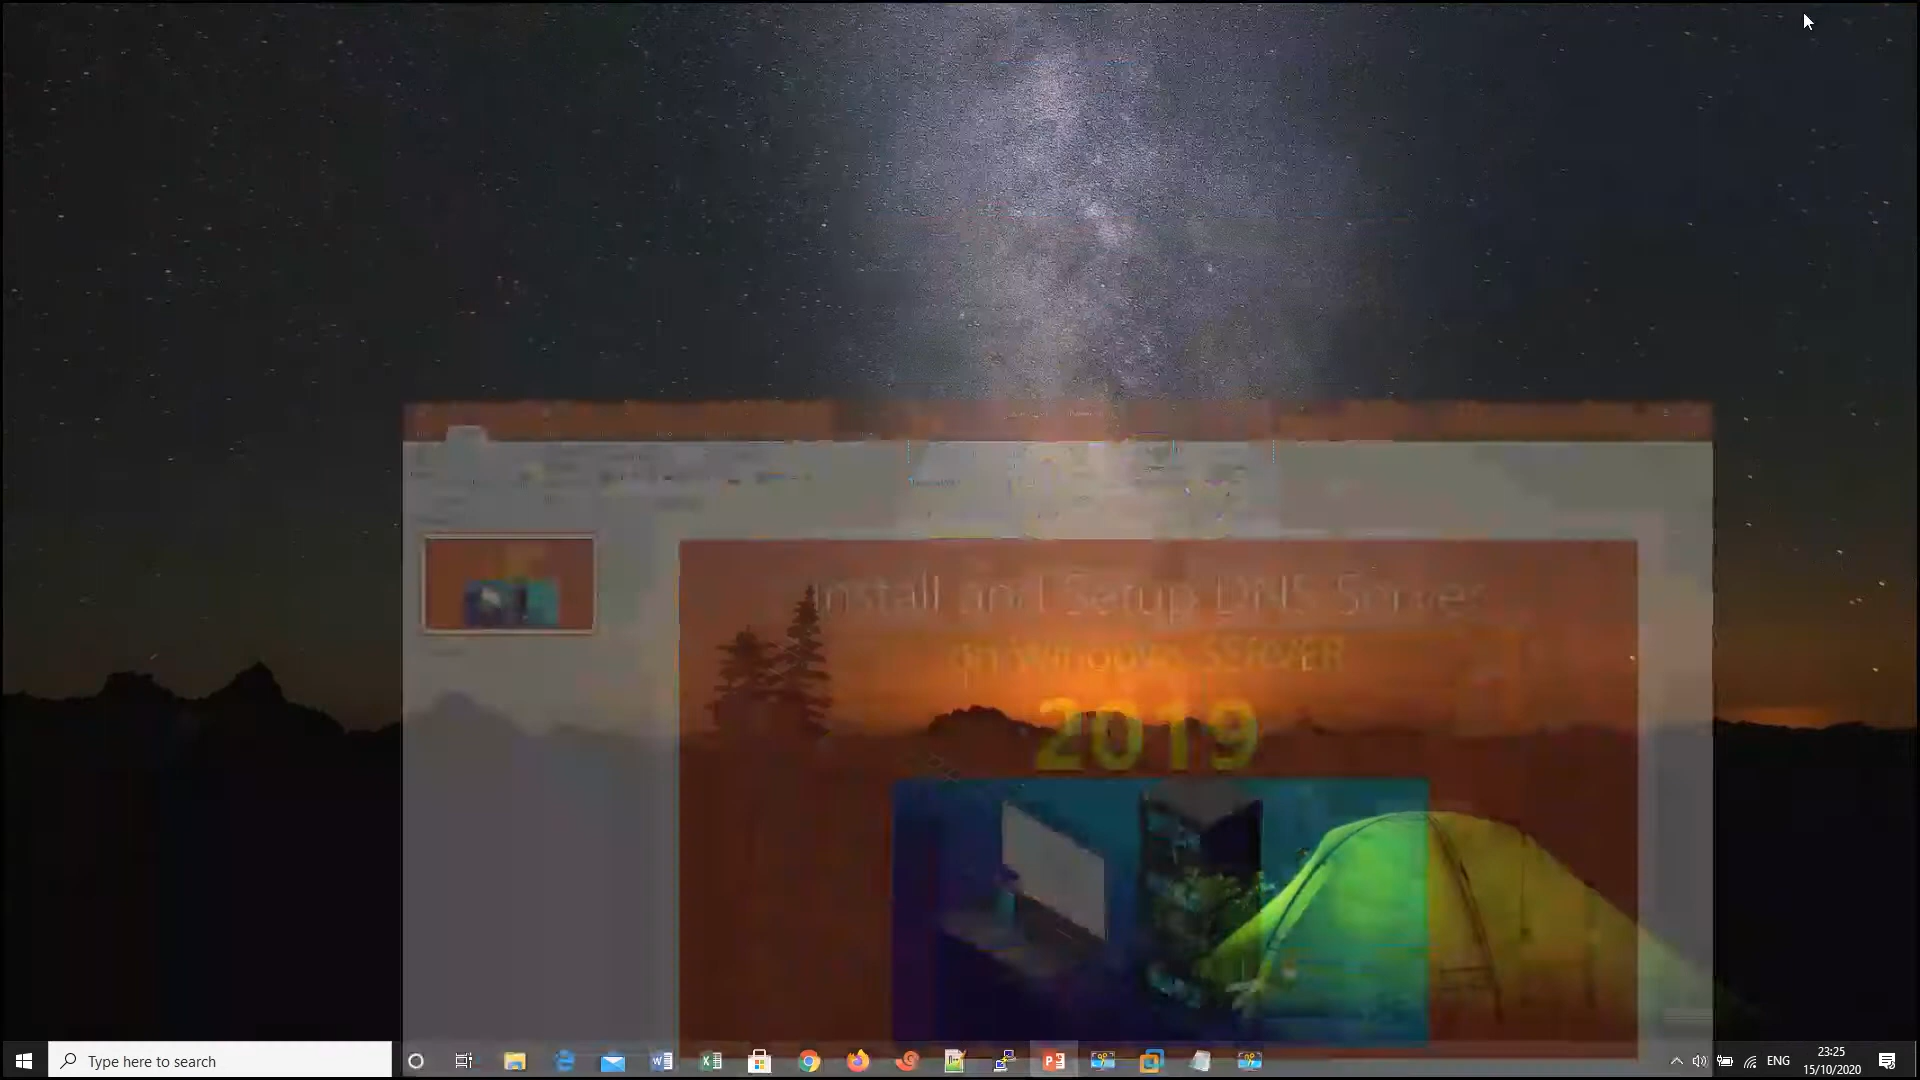 Install and Setup DNS Server
on Windows SERVER
2019
Type here to search
ENG
23:25
15/10/2020